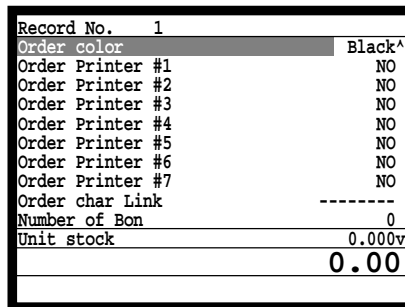 Record No.    1
Order color    Black^
Order Printer #1    NO
Order Printer #2    NO
Order Printer #3    NO
Order Printer #4    NO
Order Printer #5    NO
Order Printer #6    NO
Order Printer #7    NO
Order char Link    --------
Number of Bon    0
Unit stock    0.000v
0.00